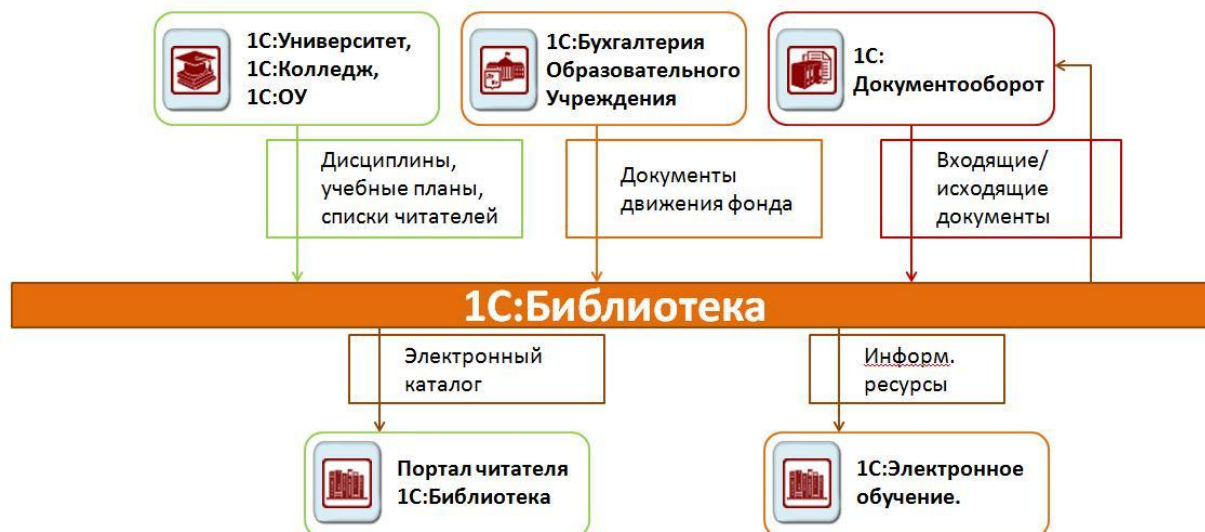 1С:Университет,
1С:Колледж,
1С:ОУ
1С:Бухгалтерия
Образовательного
Учреждения
1С:
Документооборот
Дисциплины,
учебные планы,
списки читателей
Документы
движения фонда
Входящие/
исходящие
документы
1С:Библиотека
Электронный
каталог
Информ.
ресурсы
Портал читателя
1С:Библиотека
1С:Электронное
обучение.